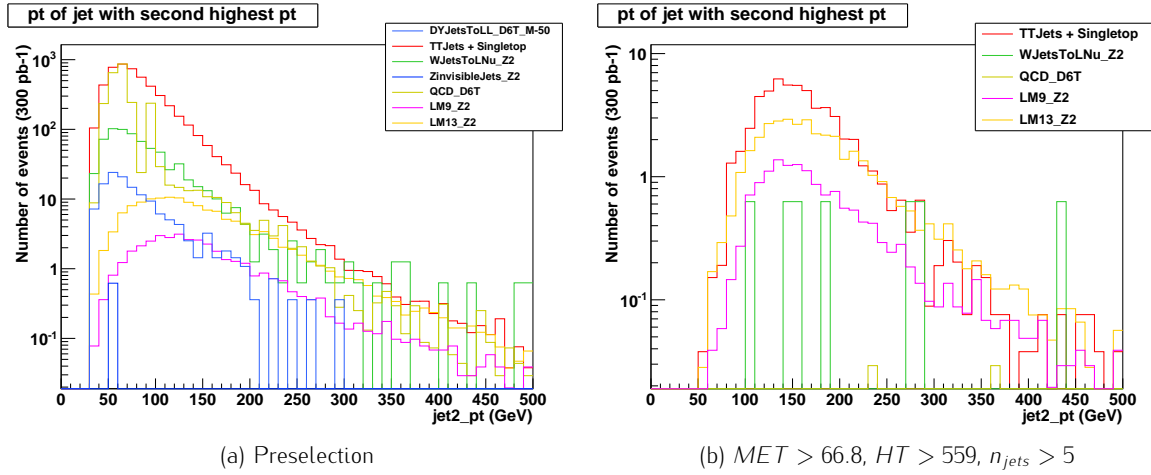 pt of jet with second highest pt
DYJetsToLL_D6T_M-50
TTJets + Singletop
WJetsToLNu_Z2
ZinvisibleJets_Z2
QCD_D6T
LM9_Z2
LM13_Z2
Number of events (300 pb-1)
10³
10²
10
1
10⁻¹
0 50 100 150 200 250 300 350 400 450 500
jet2_pt (GeV)
(a) Preselection
pt of jet with second highest pt
TTJets + Singletop
WJetsToLNu_Z2
QCD_D6T
LM9_Z2
LM13_Z2
Number of events (300 pb-1)
10
1
10⁻¹
0 50 100 150 200 250 300 350 400 450 500
jet2_pt (GeV)
(b) MET > 66.8, HT > 559, n_jets > 5